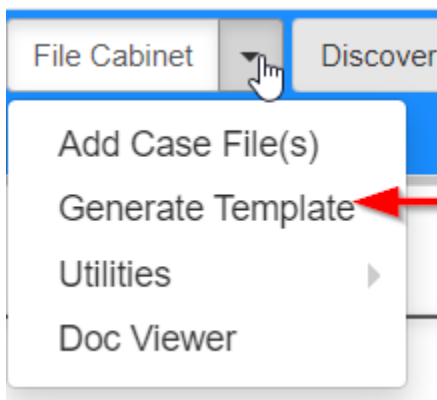 File Cabinet
Discover
Add Case File(s)
Generate Template
Utilities
Doc Viewer